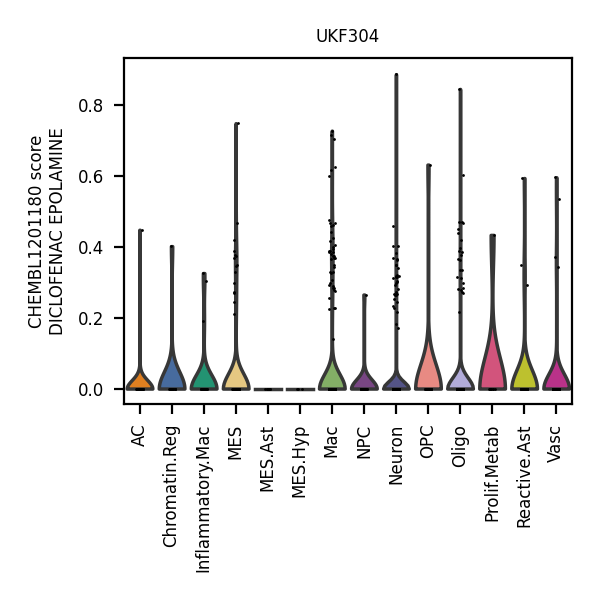 UKF304
CHEMBL1201180 score
DICLOFENAC EPOLAMINE
0.8
0.6
0.4
0.2
0.0
AC
Chromatin.Reg
Inflammatory.Mac
MES
MES.Ast
MES.Hyp
Mac
NPC
Neuron
OPC
Oligo
Prolif.Metab
Reactive.Ast
Vasc